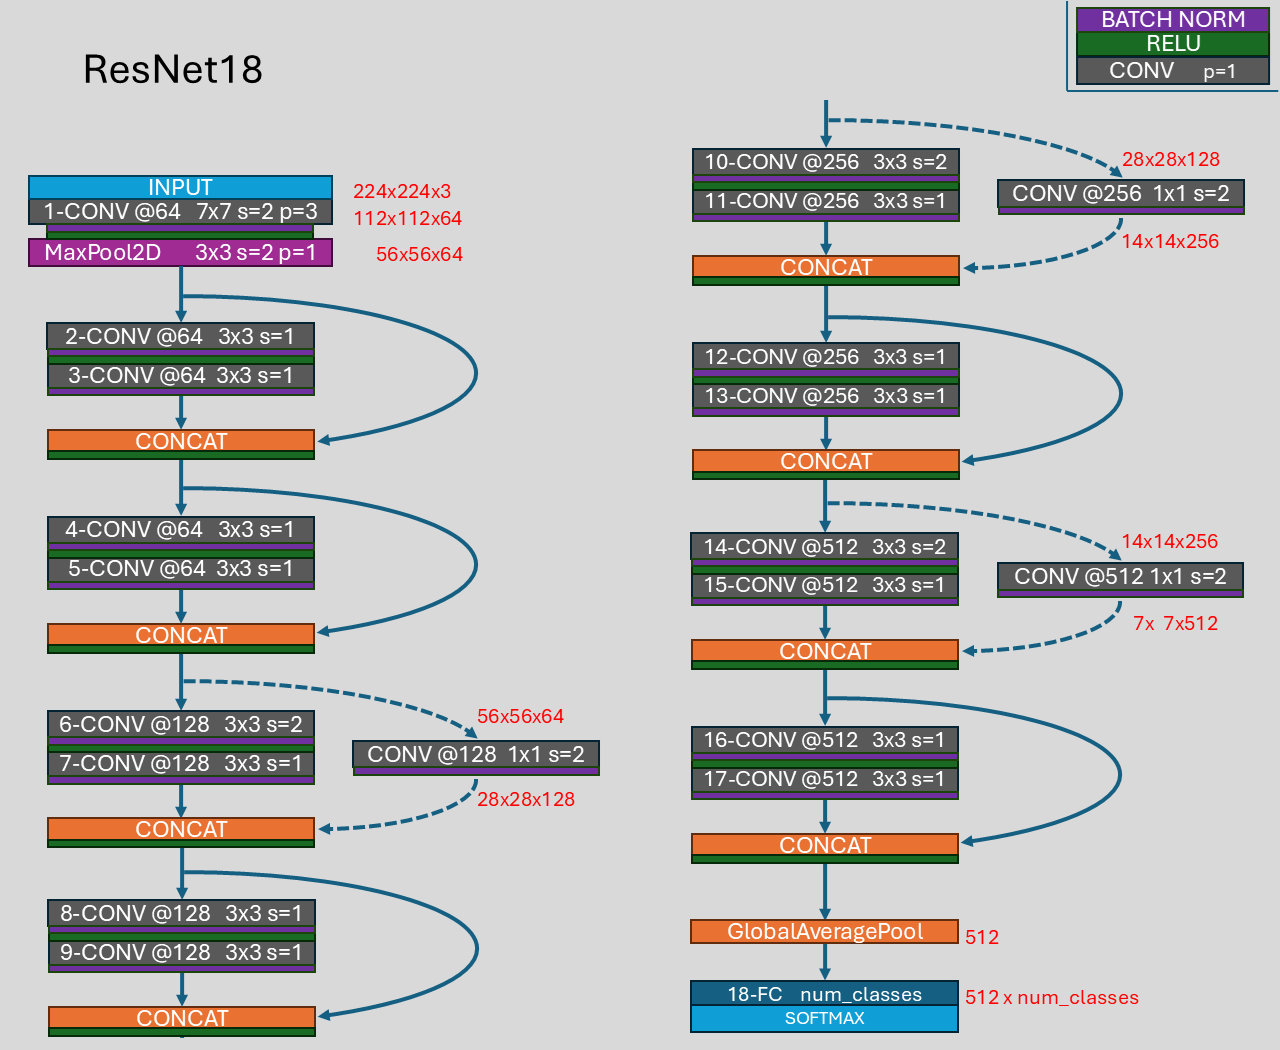 ResNet18
BATCH NORM
RELU
CONV p=1
INPUT
224x224x3
1-CONV @64 7x7 s=2 p=3
112x112x64
MaxPool2D 3x3 s=2 p=1
56x56x64
2-CONV @64 3x3 s=1
3-CONV @64 3x3 s=1
CONCAT
4-CONV @64 3x3 s=1
5-CONV @64 3x3 s=1
CONCAT
6-CONV @128 3x3 s=2
7-CONV @128 3x3 s=1
56x56x64
CONV @128 1x1 s=2
28x28x128
CONCAT
8-CONV @128 3x3 s=1
9-CONV @128 3x3 s=1
CONCAT
10-CONV @256 3x3 s=2
11-CONV @256 3x3 s=1
28x28x128
CONV @256 1x1 s=2
14x14x256
CONCAT
12-CONV @256 3x3 s=1
13-CONV @256 3x3 s=1
CONCAT
14-CONV @512 3x3 s=2
15-CONV @512 3x3 s=1
14x14x256
CONV @512 1x1 s=2
7x 7x512
CONCAT
16-CONV @512 3x3 s=1
17-CONV @512 3x3 s=1
CONCAT
GlobalAveragePool
512
18-FC num_classes
512 x num_classes
SOFTMAX